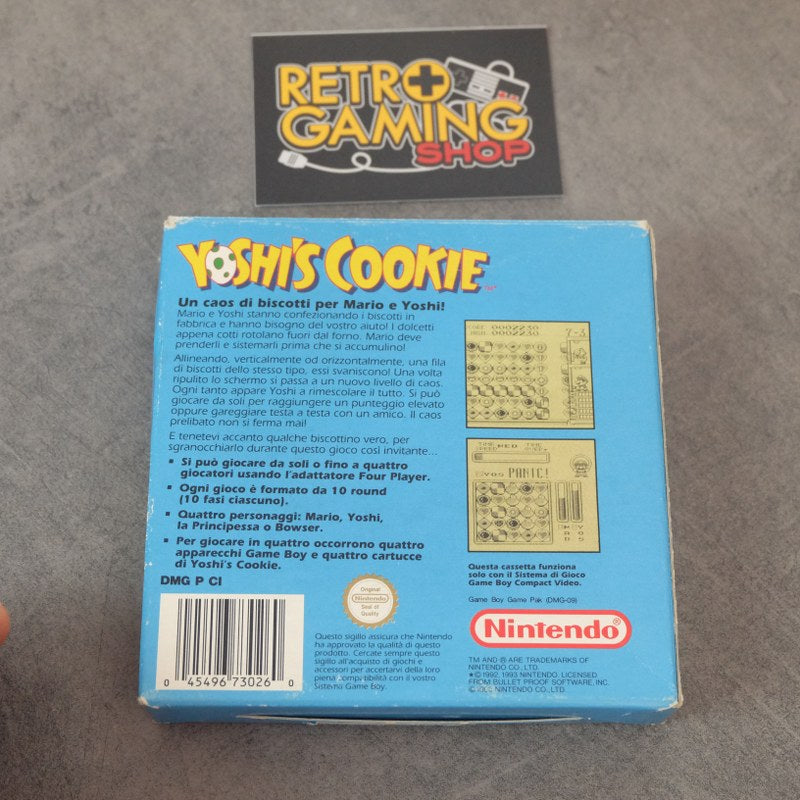 RETRO
GAMING
SHOP
YOSHI'S COOKIE
TM
Un caos di biscotti per Mario e Yoshi!
Mario e Yoshi stanno confezionando i biscotti in
fabbrica e hanno bisogno del vostro aiuto! I dolcetti
appena cotti rotolano fuori dal forno. Mario deve
prenderli e sistemarli prima che si accumulino!
Allineando, verticalmente od orizzontalmente, una fila
di biscotti dello stesso tipo, essi svaniscono! Una volta
ripulito lo schermo si passa a un nuovo livello di caos.
Ogni tanto appare Yoshi a rimescolare il tutto. Si può
giocare da soli per raggiungere un punteggio elevato
oppure gareggiare testa a testa con un amico. Il caos
prelibato non si ferma mai!
E tenetevi accanto qualche biscottino vero, per
sgranocchiarlo durante questo gioco così invitante...
▪ Si può giocare da soli o fino a quattro
giocatori usando l'adattatore Four Player.
▪ Ogni gioco è formato da 10 round
(10 fasi ciascuno).
▪ Quattro personaggi: Mario, Yoshi,
la Principessa o Bowser.
▪ Per giocare in quattro occorrono quattro
apparecchi Game Boy e quattro cartucce
di Yoshi's Cookie.
DMG P CI
0 45496 73026 0
Original
Nintendo
Seal of
Quality
Questo sigillo assicura che Nintendo
ha approvato la qualità di questo
prodotto. Cercate sempre questo
sigillo all'acquisto di giochi e
accessori per accertarvi della loro
piena compatibilità con il vostro
Sistema Game Boy.
0002230 7-3
HIGH 0002230
TIME MED TIME
SPEED OVER
PANIC!
Questa cassetta funziona
solo con il Sistema di Gioco
Game Boy Compact Video.
Game Boy Game Pak (DMG-09)
Nintendo®
TM AND ® ARE TRADEMARKS OF
NINTENDO CO., LTD.
★©1992, 1993 NINTENDO. LICENSED
FROM BULLET PROOF SOFTWARE, INC.
NINTENDO CO., LTD.